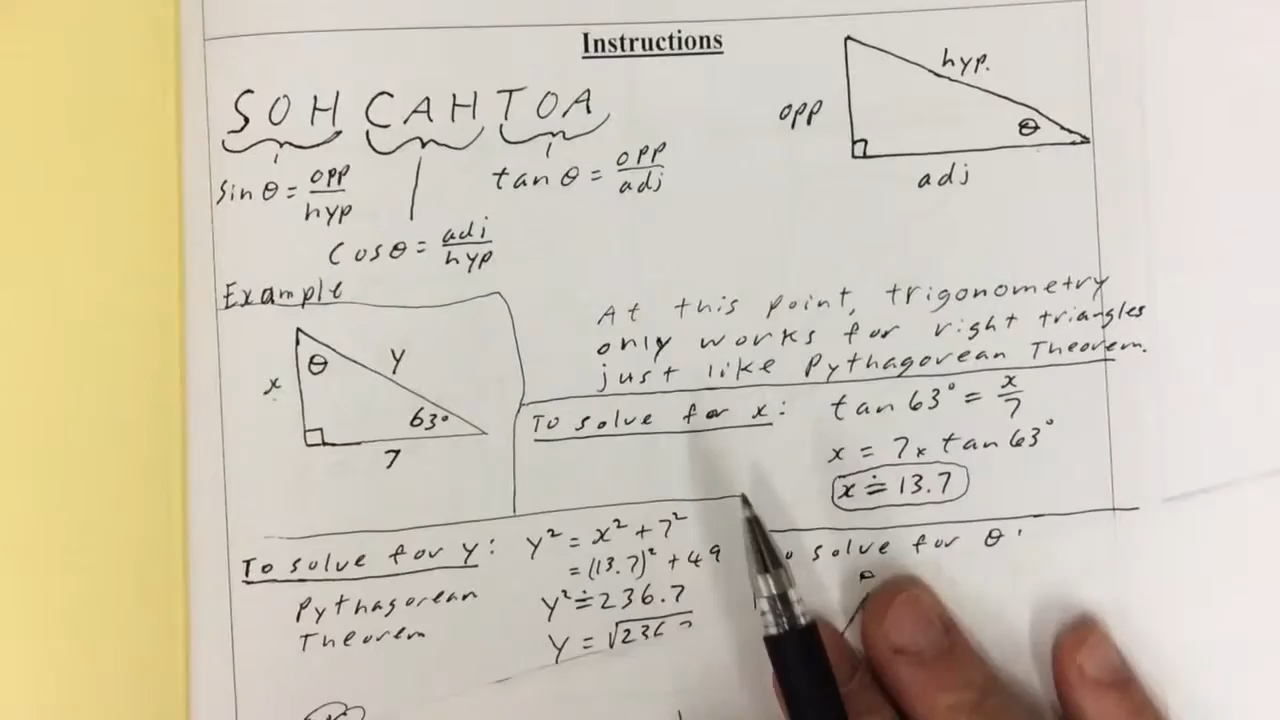 Instructions
SOH CAH TOA
sin θ = opp/hyp
tan θ = opp/adj
cos θ = adj/hyp
hyp.
opp
θ
adj
Example
θ
x
y
63°
7
At this point, trigonometry
only works for right triangles
just like Pythagorean Theorem.
To solve for x:
tan 63° = x/7
x = 7 × tan 63°
x ≐ 13.7
To solve for y:
Pythagorean
Theorem
y² = x² + 7²
= (13.7)² + 49
y² ≐ 236.7
y = √236
solve for θ: